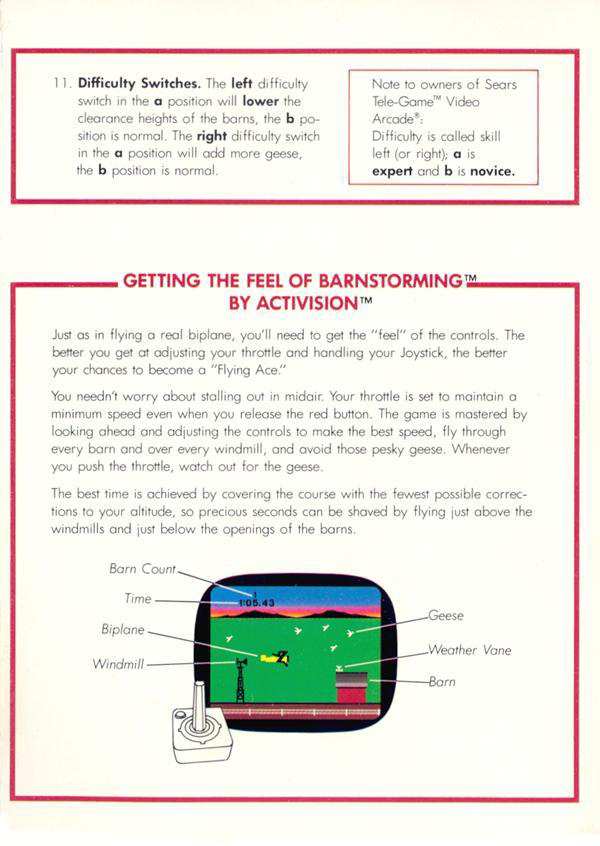 11. Difficulty Switches. The left difficulty
switch in the a position will lower the
clearance heights of the barns, the b po-
sition is normal. The right difficulty switch
in the a position will add more geese,
the b position is normal.
Note to owners of Sears
Tele-Game™ Video
Arcade®:
Difficulty is called skill
left (or right); a is
expert and b is novice.
GETTING THE FEEL OF BARNSTORMING™
BY ACTIVISION™
Just as in flying a real biplane, you'll need to get the "feel" of the controls. The
better you get at adjusting your throttle and handling your Joystick, the better
your chances to become a "Flying Ace."
You needn't worry about stalling out in midair. Your throttle is set to maintain a
minimum speed even when you release the red button. The game is mastered by
looking ahead and adjusting the controls to make the best speed, fly through
every barn and over every windmill, and avoid those pesky geese. Whenever
you push the throttle, watch out for the geese.
The best time is achieved by covering the course with the fewest possible correc-
tions to your altitude, so precious seconds can be shaved by flying just above the
windmills and just below the openings of the barns.
Barn Count
1
Time
1:05.43
Biplane
Windmill
Geese
Weather Vane
Barn